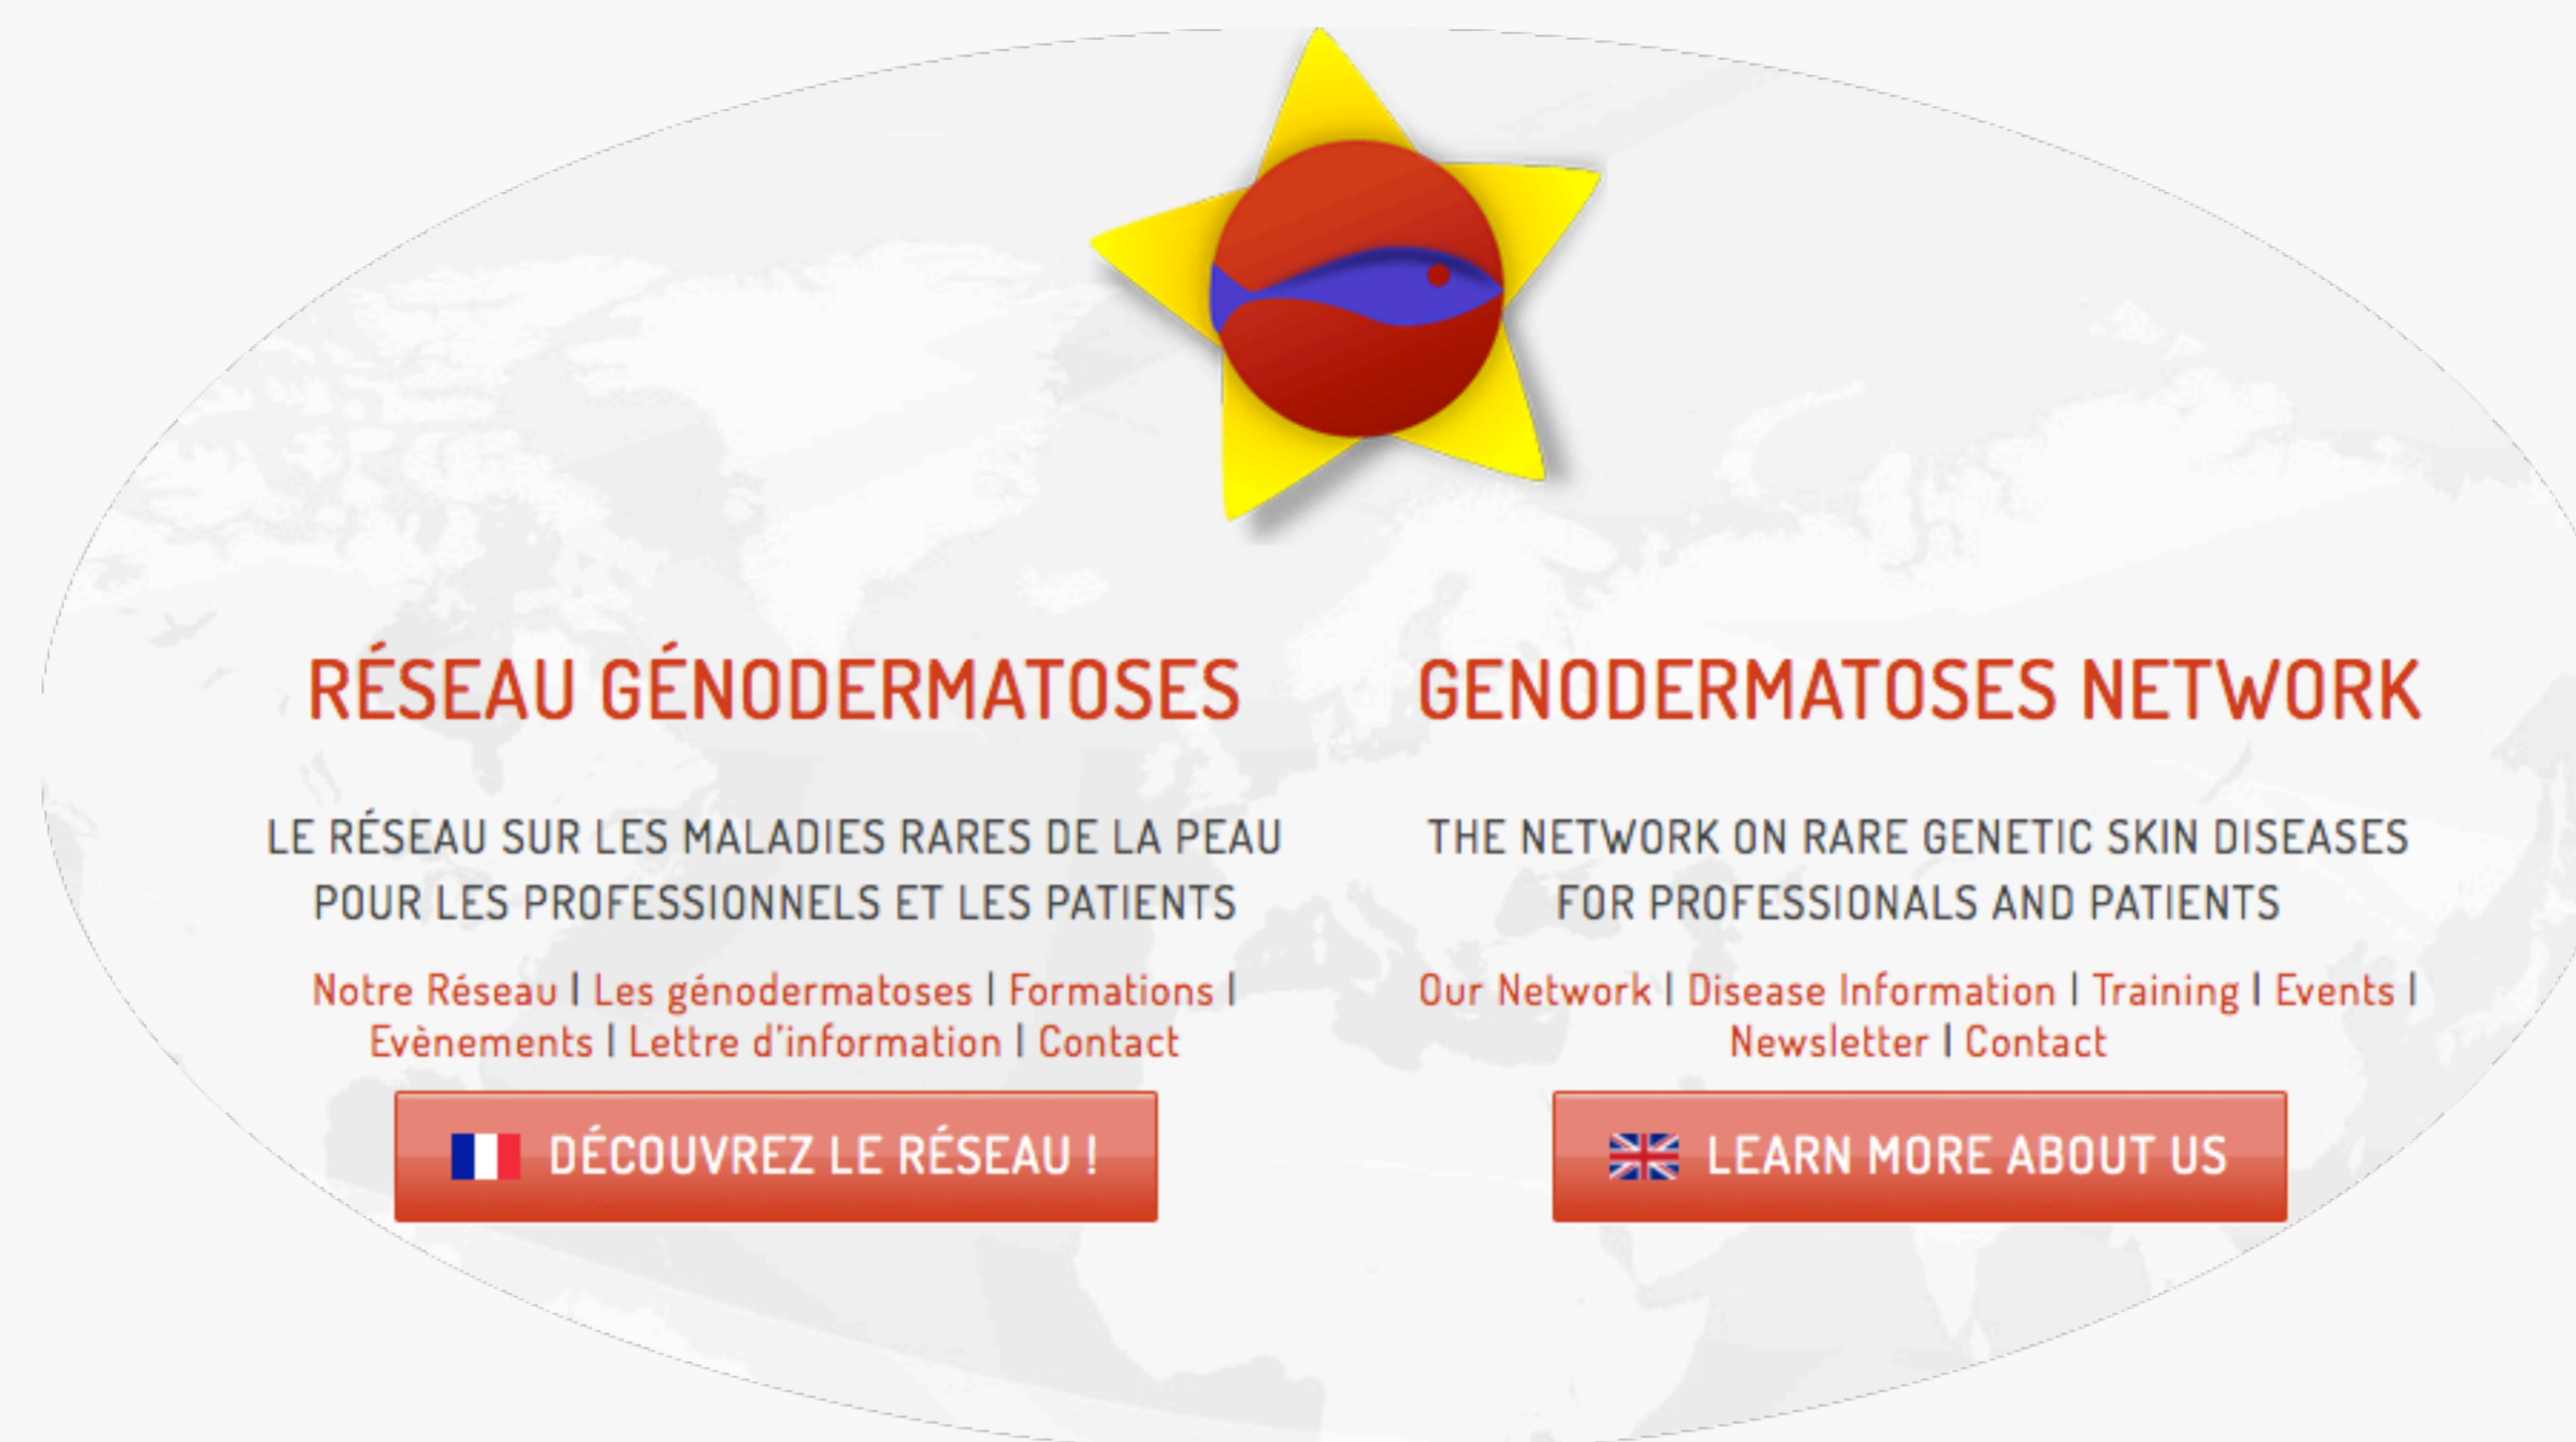 RÉSEAU GÉNODERMATOSES
LE RÉSEAU SUR LES MALADIES RARES DE LA PEAU
POUR LES PROFESSIONNELS ET LES PATIENTS
Notre Réseau | Les génodermatoses | Formations |
Evènements | Lettre d'information | Contact
DÉCOUVREZ LE RÉSEAU !
GENODERMATOSES NETWORK
THE NETWORK ON RARE GENETIC SKIN DISEASES
FOR PROFESSIONALS AND PATIENTS
Our Network | Disease Information | Training | Events |
Newsletter | Contact
LEARN MORE ABOUT US